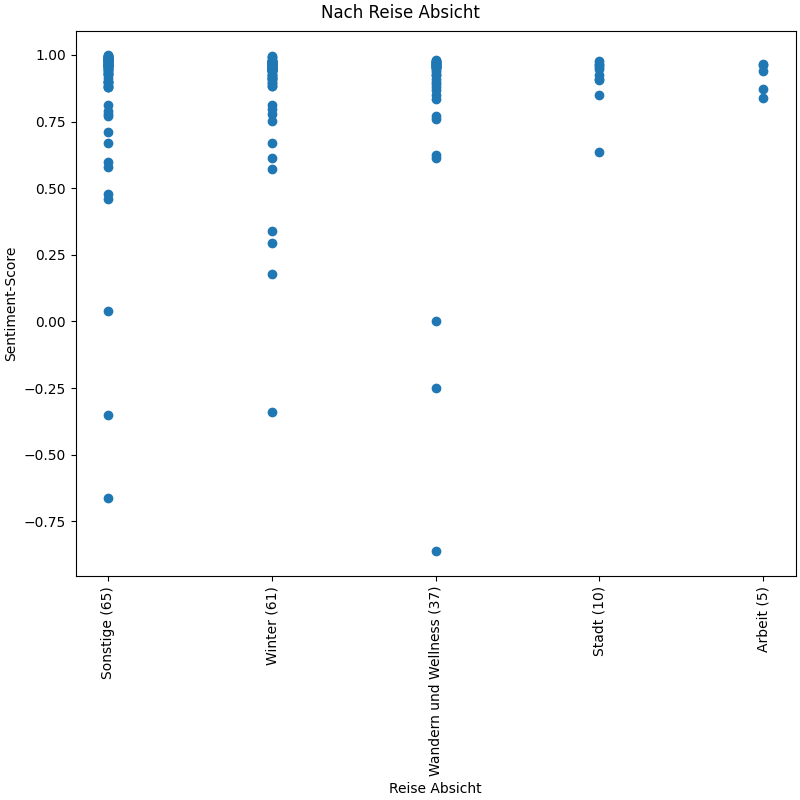 Nach Reise Absicht
Sentiment-Score
1.00
0.75
0.50
0.25
0.00
−0.25
−0.50
−0.75
Sonstige (65)
Winter (61)
Wandern und Wellness (37)
Stadt (10)
Arbeit (5)
Reise Absicht